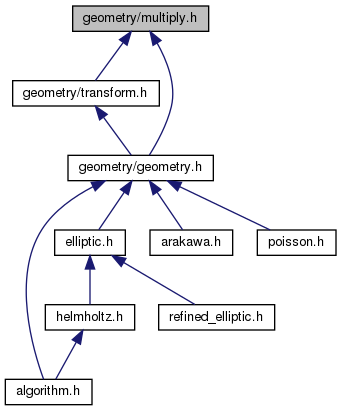 geometry/multiply.h
geometry/transform.h
geometry/geometry.h
elliptic.h
arakawa.h
poisson.h
helmholtz.h
refined_elliptic.h
algorithm.h